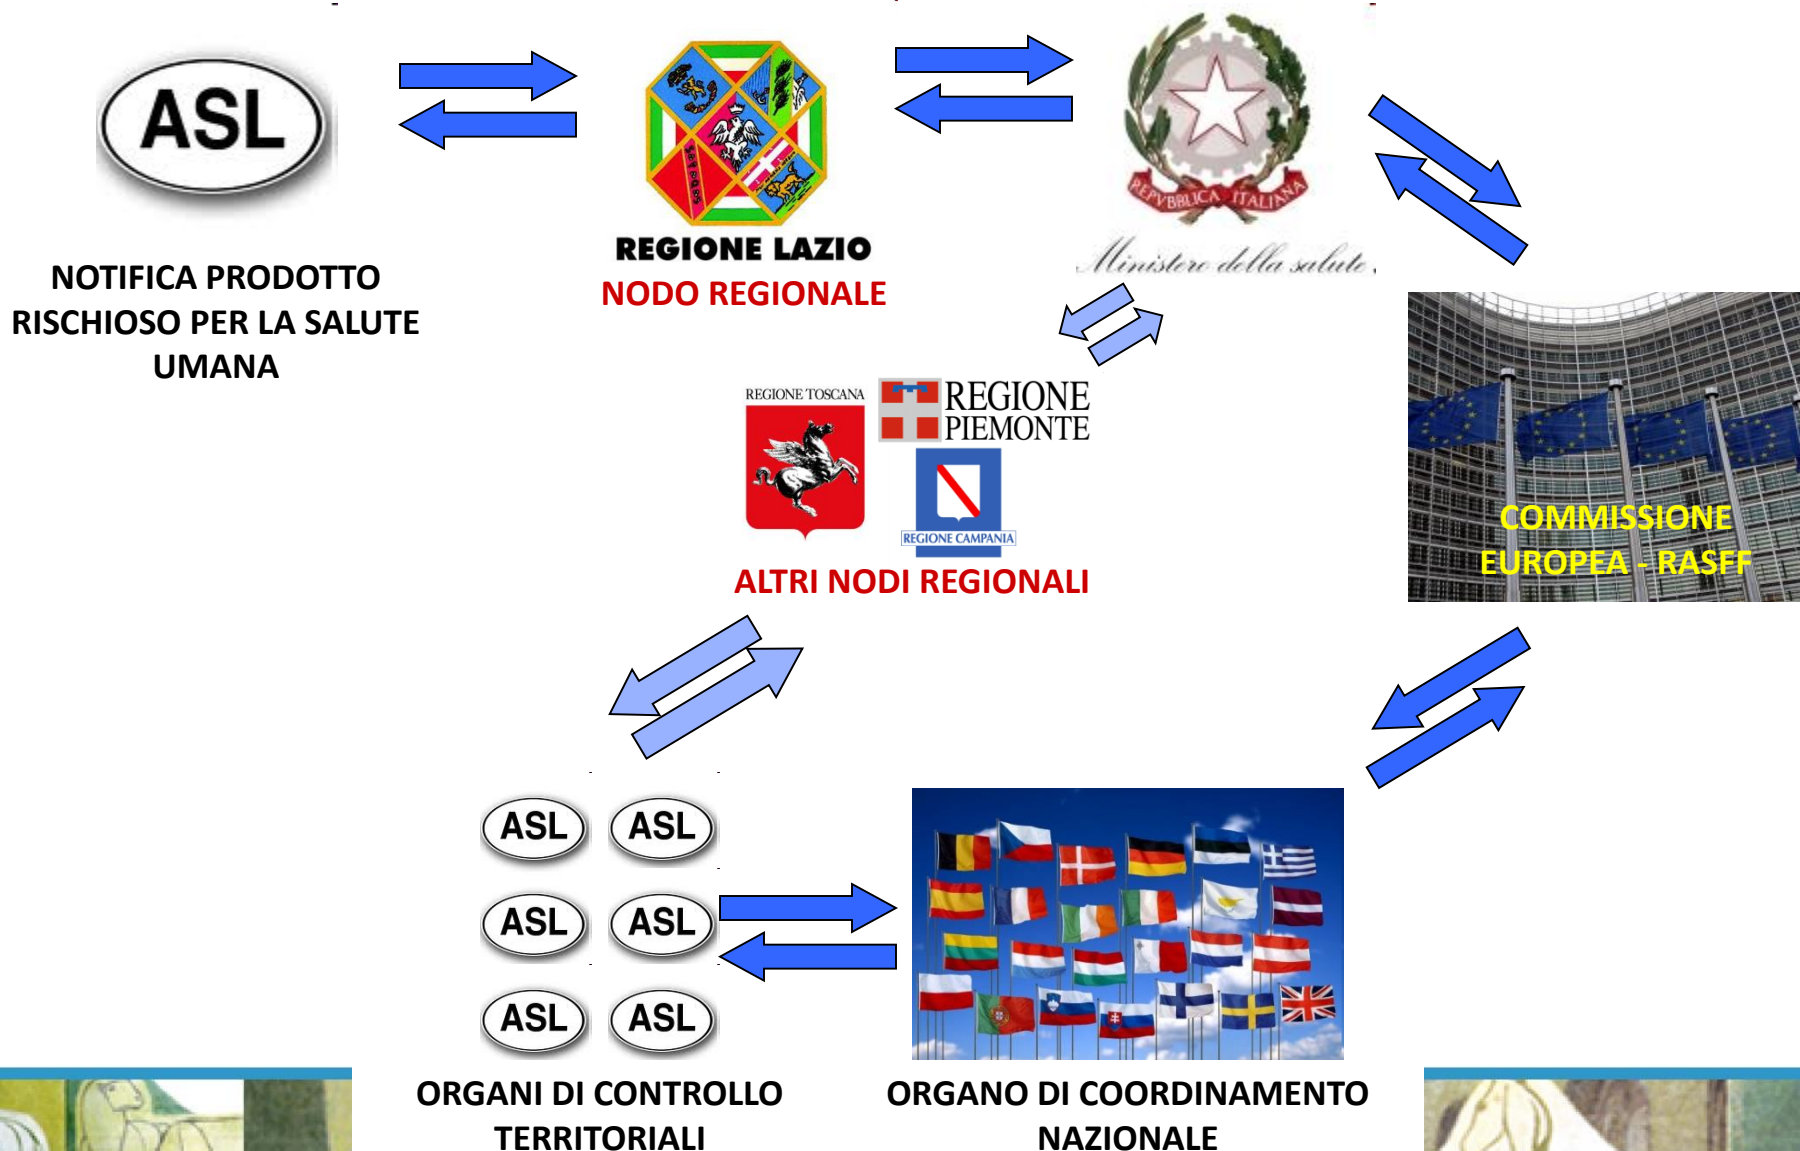 ASL
NOTIFICA PRODOTTO
RISCHIOSO PER LA SALUTE
UMANA
REGIONE LAZIO
NODO REGIONALE
REPVBBLICA ITALIANA
Ministero della salute
REGIONE TOSCANA
REGIONE
PIEMONTE
REGIONE CAMPANIA
ALTRI NODI REGIONALI
COMMISSIONE
EUROPEA - RASFF
ASL ASL
ASL ASL
ASL ASL
ORGANI DI CONTROLLO
TERRITORIALI
ORGANO DI COORDINAMENTO
NAZIONALE